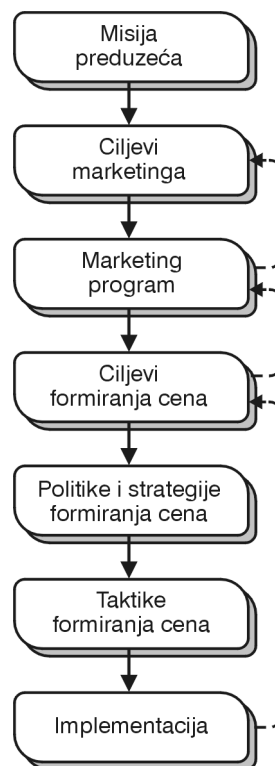 Misija
preduzeća
Ciljevi
marketinga
Marketing
program
Ciljevi
formiranja cena
Politike i strategije
formiranja cena
Taktike
formiranja cena
Implementacija